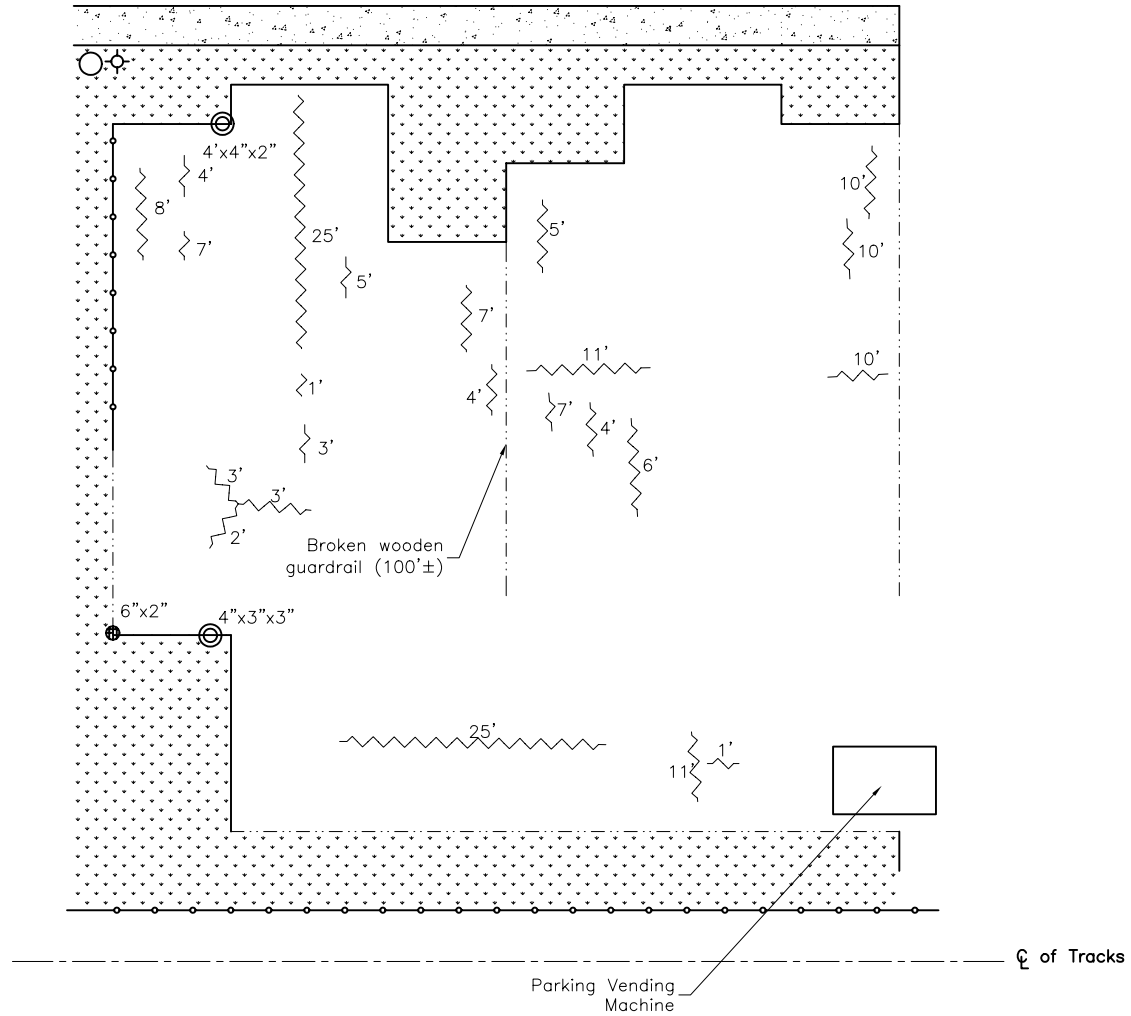 4'x4"x2"
4'
8'
7'
25'
5'
7'
5'
10'
10'
11'
10'
1'
4'
7'
4'
3'
6'
3'
3'
2'
Broken wooden
guardrail (100'±)
6"x2"
4"x3"x3"
25'
1'
11'
℄ of Tracks
Parking Vending
Machine